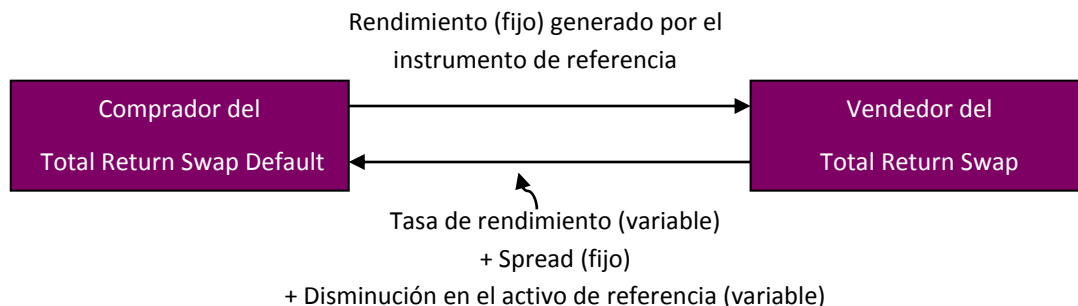 Rendimiento (fijo) generado por el
instrumento de referencia
Comprador del
Total Return Swap Default
Vendedor del
Total Return Swap
Tasa de rendimiento (variable)
+ Spread (fijo)
+ Disminución en el activo de referencia (variable)